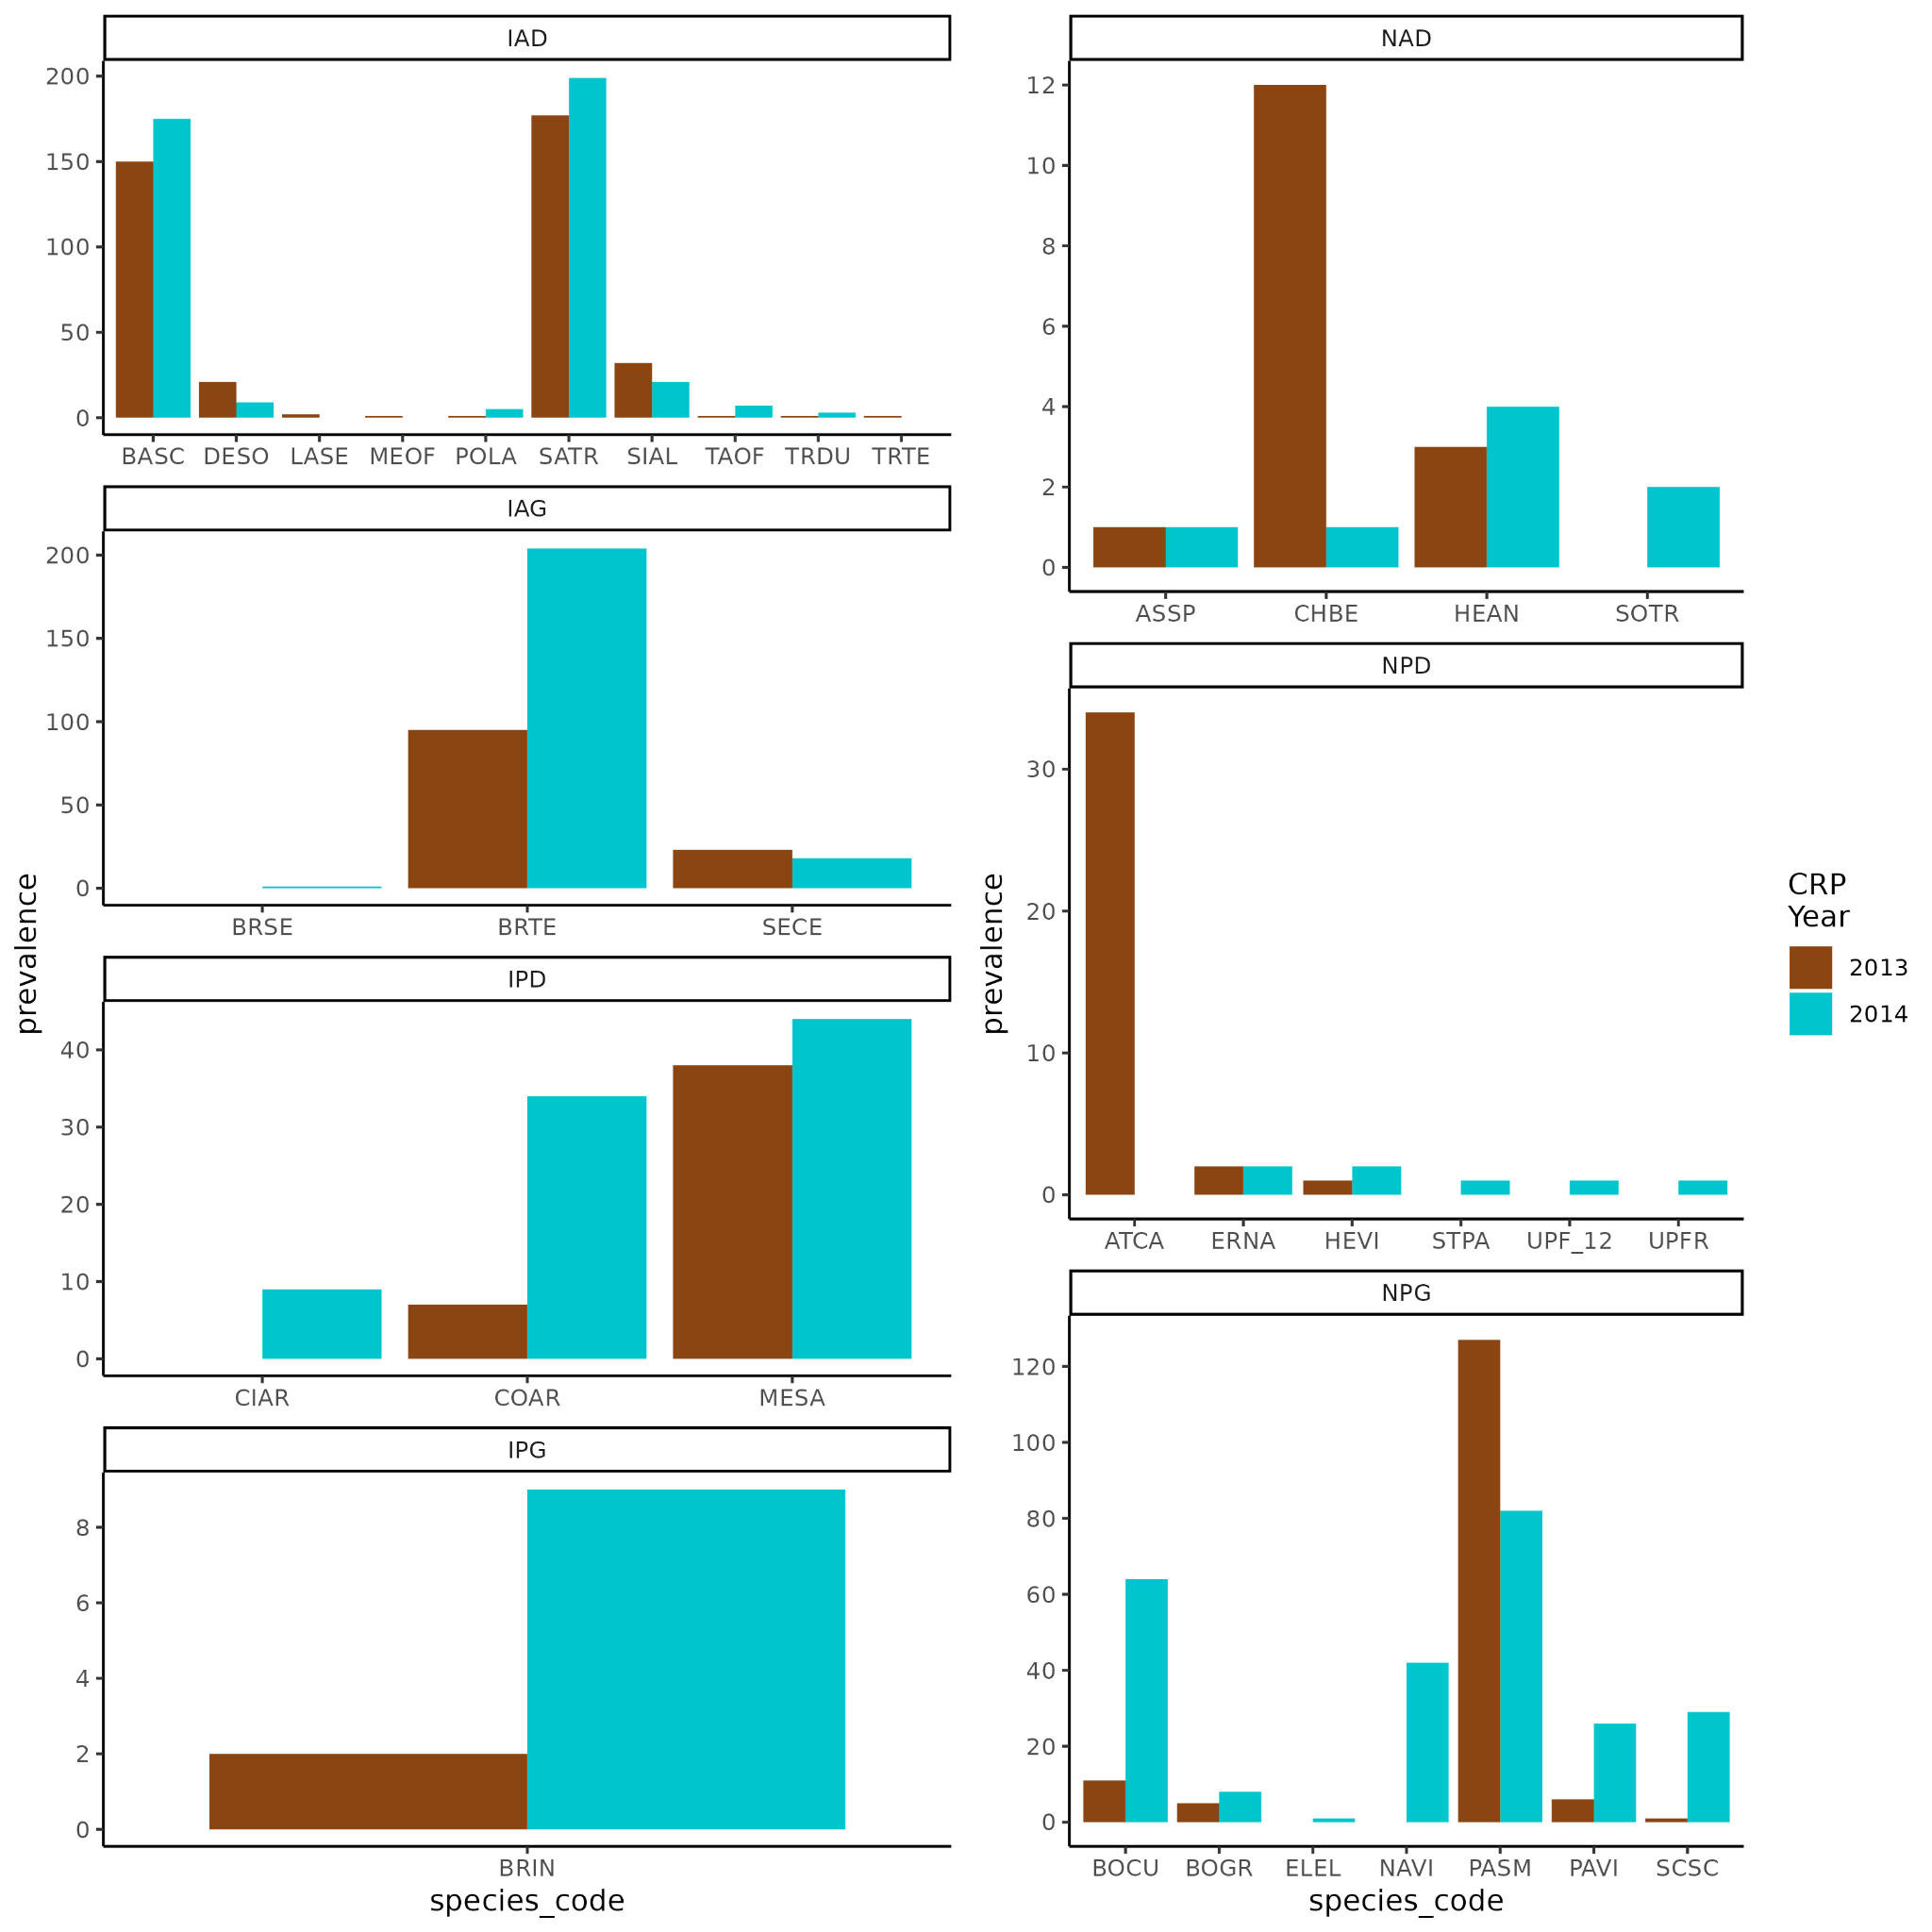 IAD
200
150
100
50
0
BASC DESO LASE MEOF POLA SATR SIAL TAOF TRDU TRTE
IAG
200
150
100
50
0
BRSE BRTE SECE
IPD
40
30
20
10
0
CIAR COAR MESA
IPG
8
6
4
2
0
BRIN
species_code
prevalence
NAD
12
10
8
6
4
2
0
ASSP CHBE HEAN SOTR
NPD
30
20
10
0
ATCA ERNA HEVI STPA UPF_12 UPFR
NPG
120
100
80
60
40
20
0
BOCU BOGR ELEL NAVI PASM PAVI SCSC
species_code
prevalence
CRP
Year
2013
2014